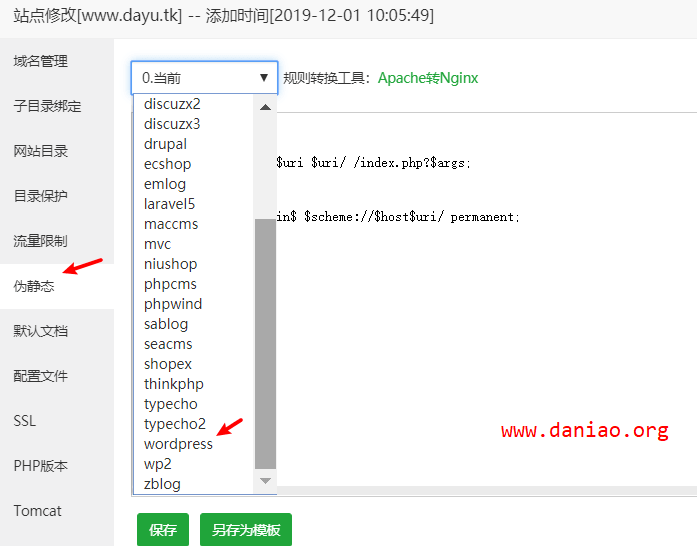 站点修改[www.dayu.tk] -- 添加时间[2019-12-01 10:05:49]
域名管理
子目录绑定
网站目录
目录保护
流量限制
伪静态
默认文档
配置文件
SSL
PHP版本
Tomcat
0.当前
规则转换工具：Apache转Nginx
discuzx2
discuzx3
drupal
ecshop
emlog
laravel5
maccms
mvc
niushop
phpcms
phpwind
sablog
seacms
shopex
thinkphp
typecho
typecho2
wordpress
wp2
zblog
$uri $uri/ /index.php?$args;
in$ $scheme://$host$uri/ permanent;
www.daniao.org
保存
另存为模板